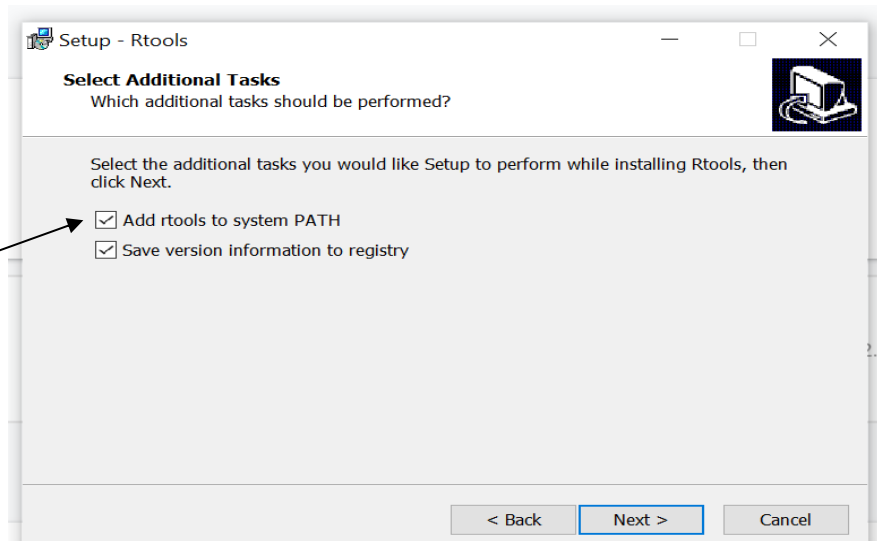 Setup - Rtools
Select Additional Tasks
Which additional tasks should be performed?
Select the additional tasks you would like Setup to perform while installing Rtools, then
click Next.
Add rtools to system PATH
Save version information to registry
2.
< Back Next > Cancel